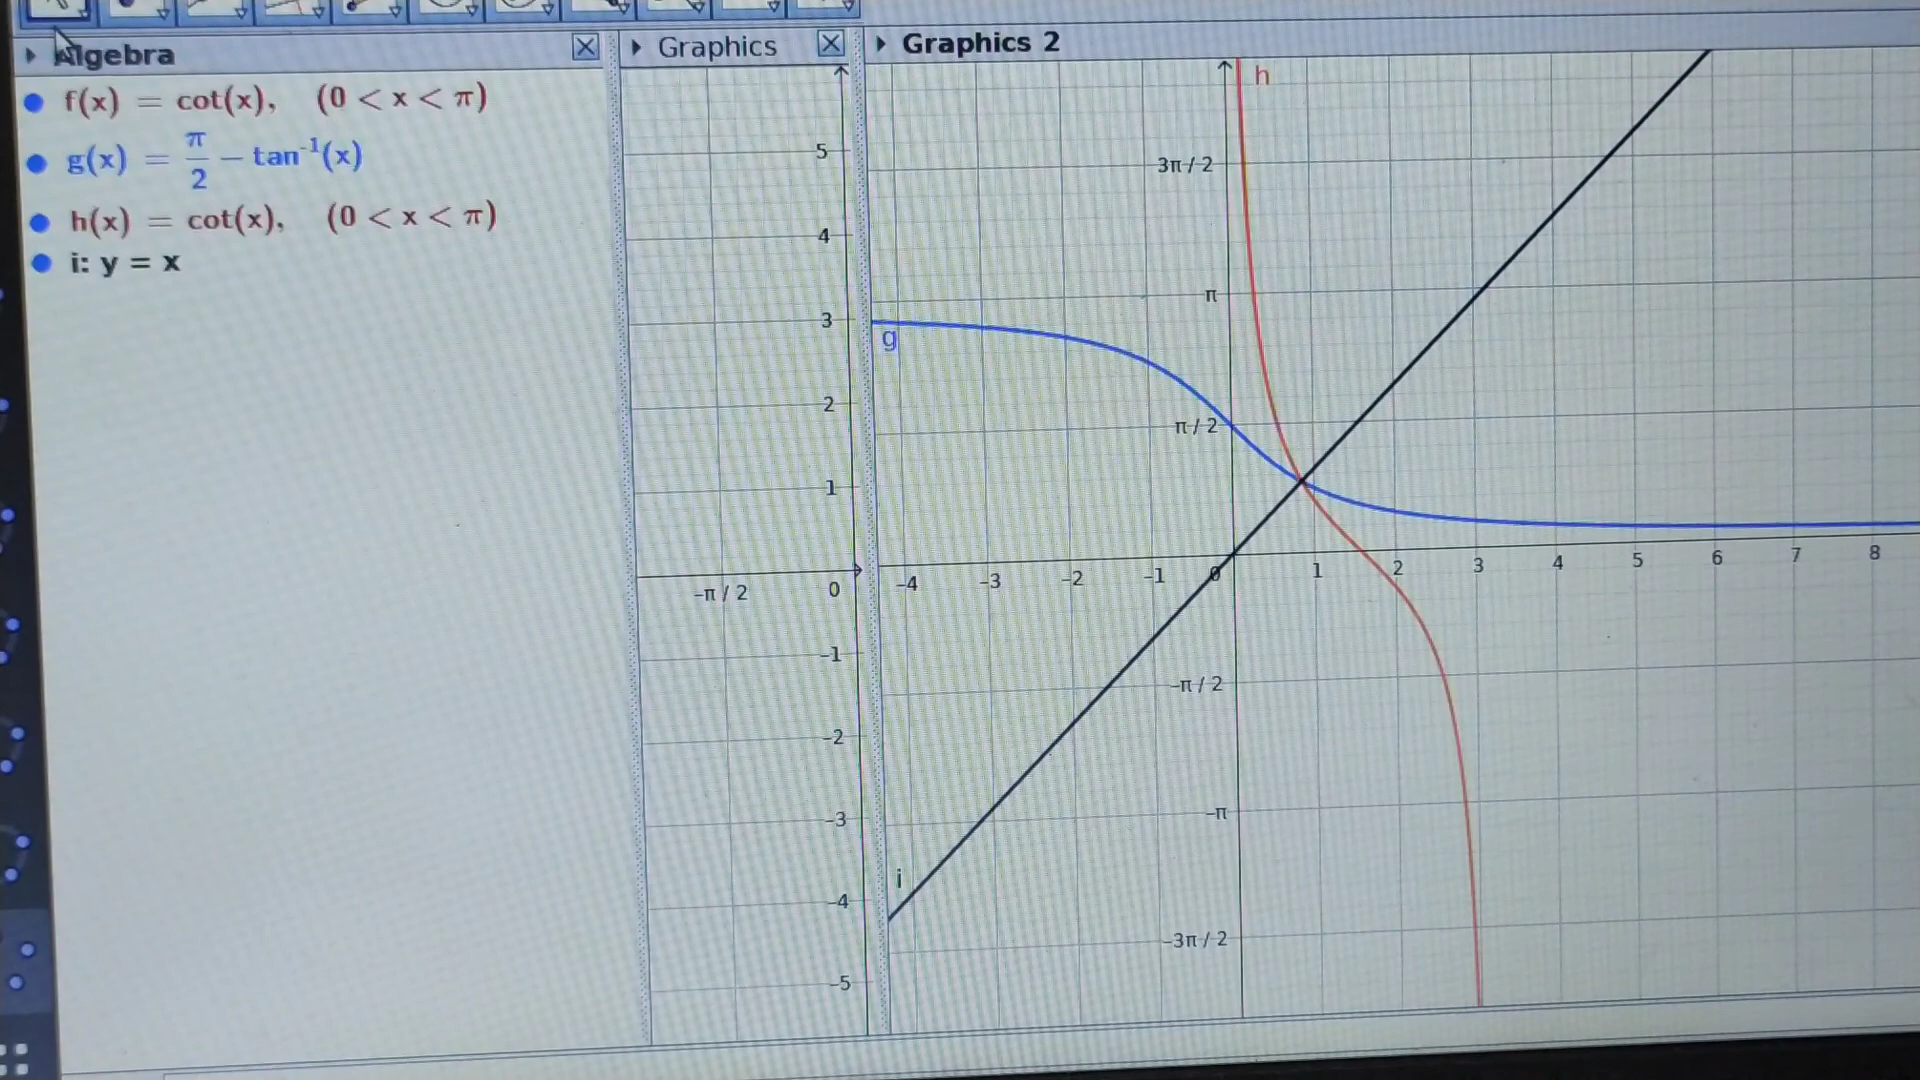 Algebra
f(x) = cot(x), (0 < x < π)
g(x) = π/2 − tan⁻¹(x)
h(x) = cot(x), (0 < x < π)
i: y = x
Graphics
5
4
3
2
1
−π / 2
0
−1
−2
−3
−4
−5
Graphics 2
h
3π / 2
π
g
π / 2
−4
−3
−2
−1
0
1
2
3
4
5
6
7
8
−π / 2
−π
i
−3π / 2